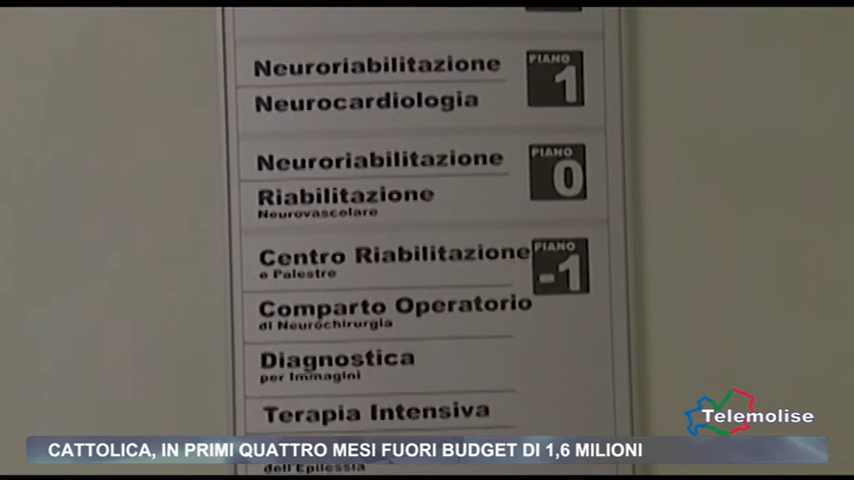 Neuroriabilitazione
PIANO
1
Neurocardiologia
Neuroriabilitazione
PIANO
0
Riabilitazione
Neurovascolare
Centro Riabilitazione
e Palestre
PIANO
-1
Comparto Operatorio
di Neurochirurgia
Diagnostica
per Immagini
Terapia Intensiva
Telemolise
CATTOLICA, IN PRIMI QUATTRO MESI FUORI BUDGET DI 1,6 MILIONI
dell'Epilessia